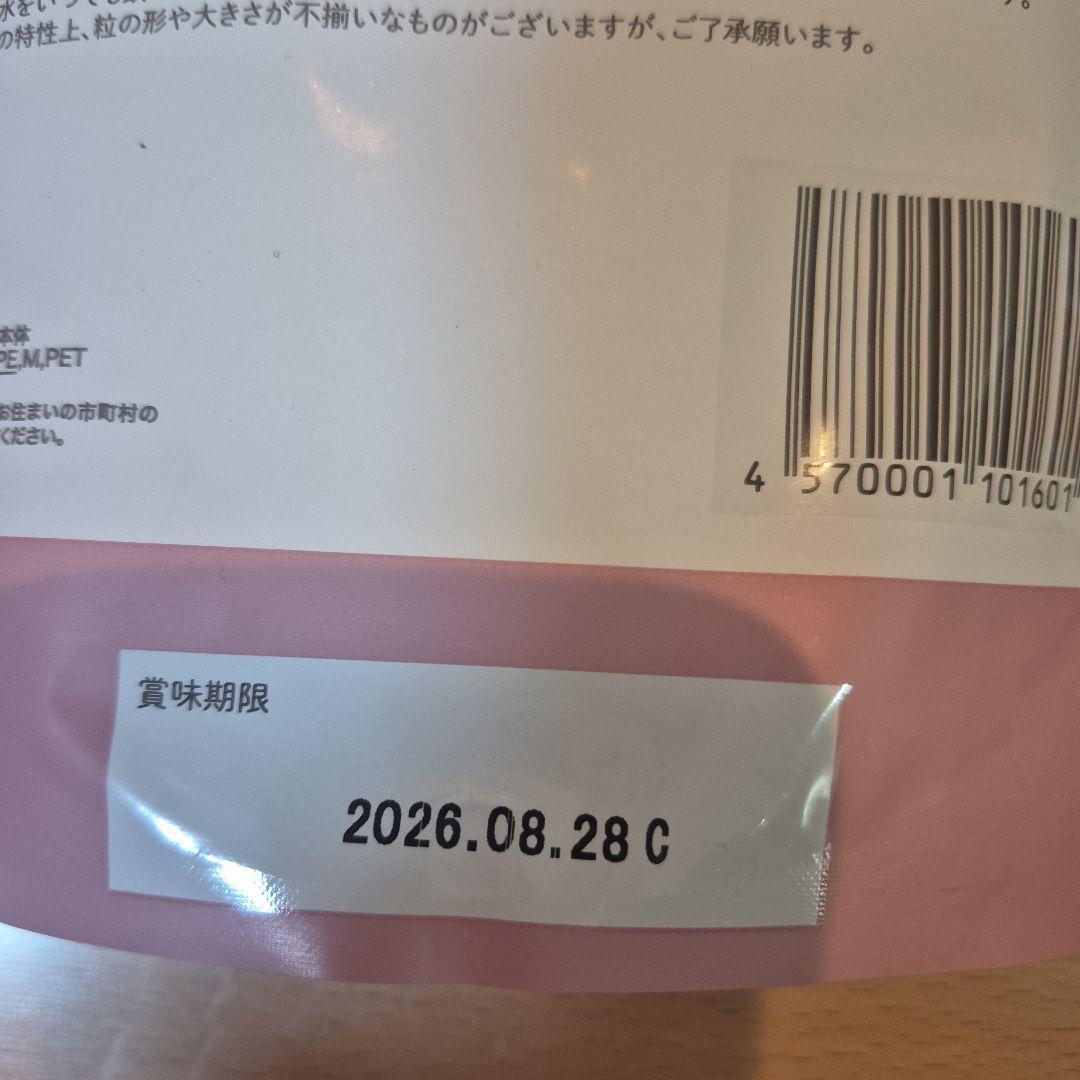 の特性上、粒の形や大きさが不揃いなものがございますが、ご了承願います。
本体
PE,M,PET
お住まいの市町村の
ください。
4 570001 101601
賞味期限
2026.08.28 C